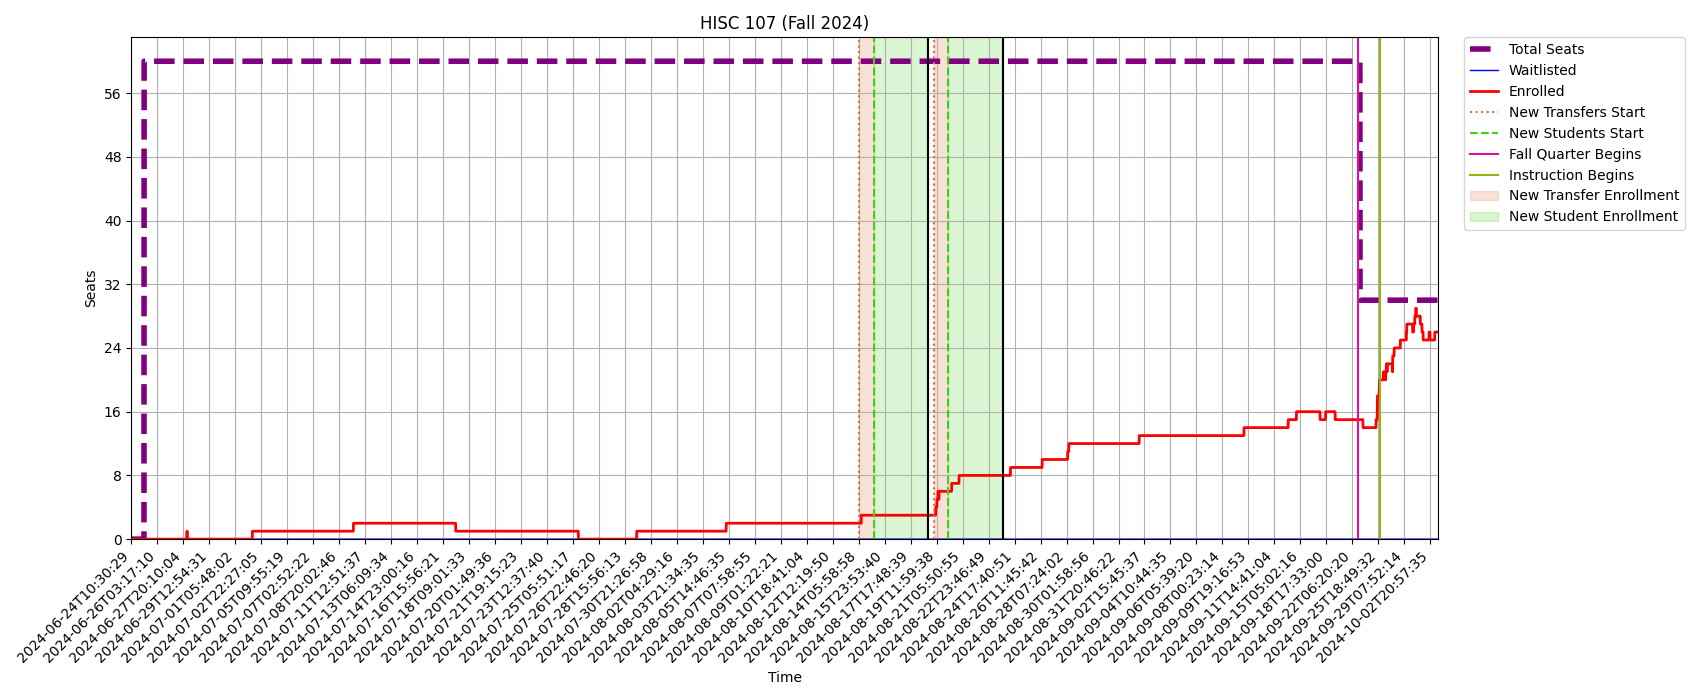 HISC 107 (Fall 2024)
Total Seats
Waitlisted
Enrolled
New Transfers Start
New Students Start
Fall Quarter Begins
Instruction Begins
New Transfer Enrollment
New Student Enrollment
Seats
56
48
40
32
24
16
8
0
2024-06-24T10:30:29
2024-06-26T03:17:10
2024-06-27T20:10:04
2024-06-29T12:54:31
2024-07-01T05:48:02
2024-07-02T22:27:05
2024-07-05T09:55:19
2024-07-07T02:52:22
2024-07-08T20:02:46
2024-07-11T12:51:37
2024-07-13T06:09:34
2024-07-14T23:00:16
2024-07-16T15:56:21
2024-07-18T09:01:33
2024-07-20T01:49:36
2024-07-21T19:15:23
2024-07-23T12:37:40
2024-07-25T05:51:17
2024-07-26T22:46:20
2024-07-28T15:56:13
2024-07-30T21:26:58
2024-08-02T04:29:16
2024-08-03T21:34:35
2024-08-05T14:46:35
2024-08-07T07:58:55
2024-08-09T01:22:21
2024-08-10T18:41:04
2024-08-12T12:19:50
2024-08-14T05:58:58
2024-08-15T23:53:40
2024-08-17T17:48:39
2024-08-19T11:59:38
2024-08-21T05:50:55
2024-08-22T23:46:49
2024-08-24T17:40:51
2024-08-26T11:45:42
2024-08-28T07:24:02
2024-08-30T01:58:56
2024-08-31T20:46:22
2024-09-02T15:45:37
2024-09-04T10:44:35
2024-09-06T05:39:20
2024-09-08T00:23:14
2024-09-09T19:16:53
2024-09-11T14:41:04
2024-09-15T05:02:16
2024-09-18T17:33:00
2024-09-22T06:20:20
2024-09-25T18:49:32
2024-09-29T07:52:14
2024-10-02T20:57:35
Time